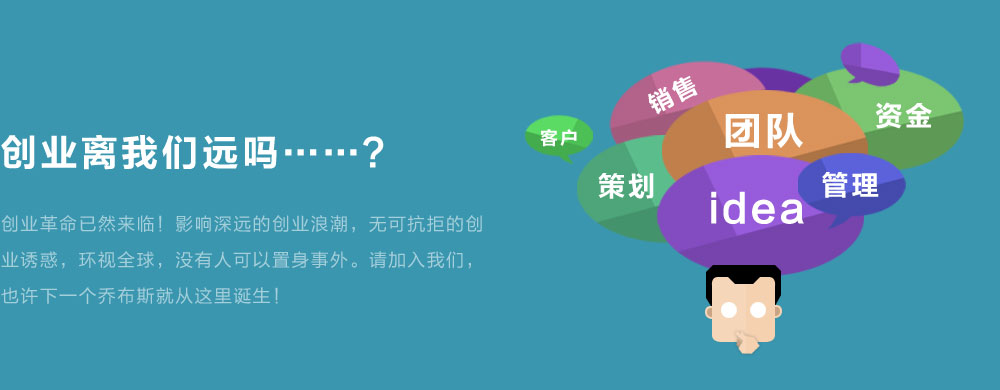 创业离我们远吗……?
创业革命已然来临！影响深远的创业浪潮，无可抗拒的创
业诱惑，环视全球，没有人可以置身事外。请加入我们，
也许下一个乔布斯就从这里诞生！
销售
资金
团队
客户
策划
管理
idea